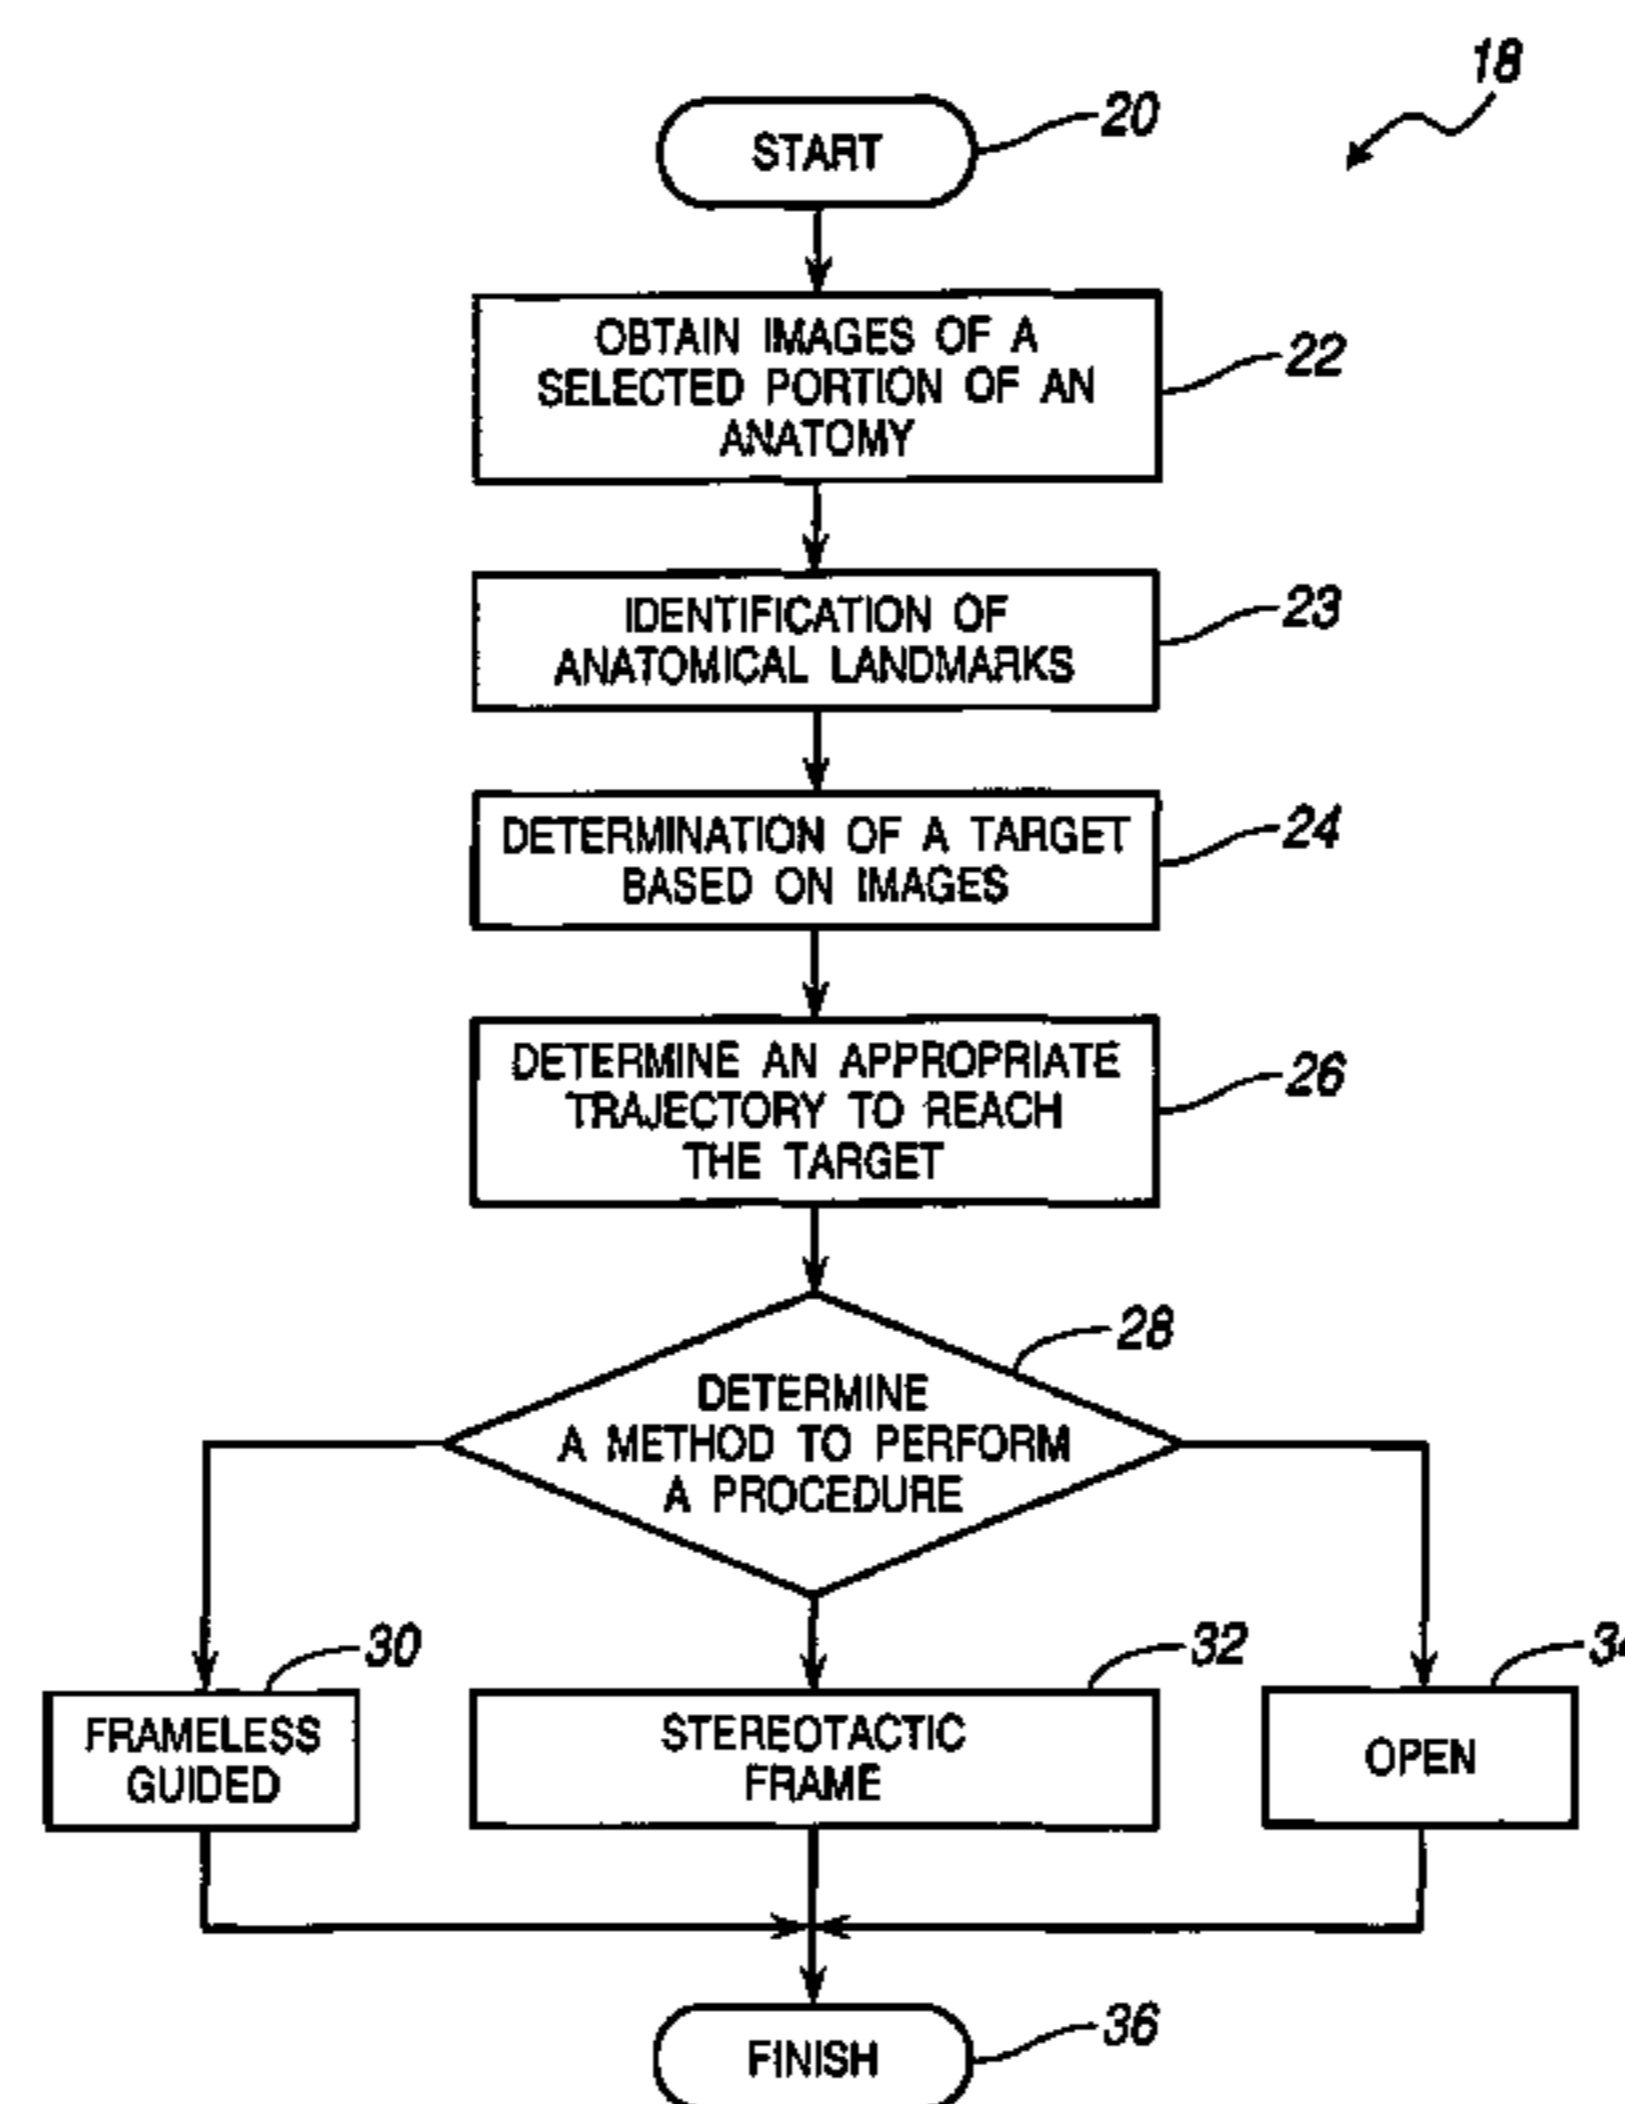 18
START
20
OBTAIN IMAGES OF A
SELECTED PORTION OF AN
ANATOMY
22
IDENTIFICATION OF
ANATOMICAL LANDMARKS
23
DETERMINATION OF A TARGET
BASED ON IMAGES
24
DETERMINE AN APPROPRIATE
TRAJECTORY TO REACH
THE TARGET
26
DETERMINE
A METHOD TO PERFORM
A PROCEDURE
28
30
FRAMELESS
GUIDED
32
STEREOTACTIC
FRAME
OPEN
FINISH
36